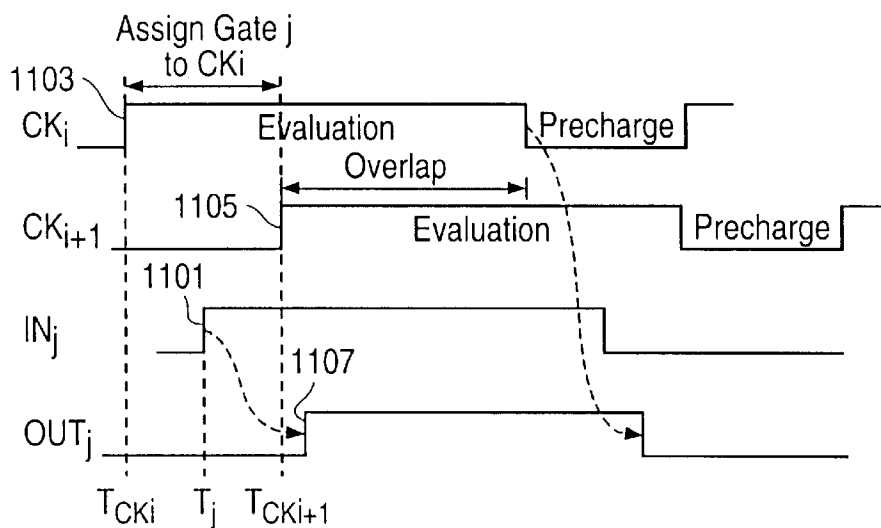 Assign Gate j
to CKi
1103
CKi
Evaluation
Precharge
Overlap
1105
CKi+1
Evaluation
Precharge
1101
INj
1107
OUTj
TCKi
Tj
TCKi+1